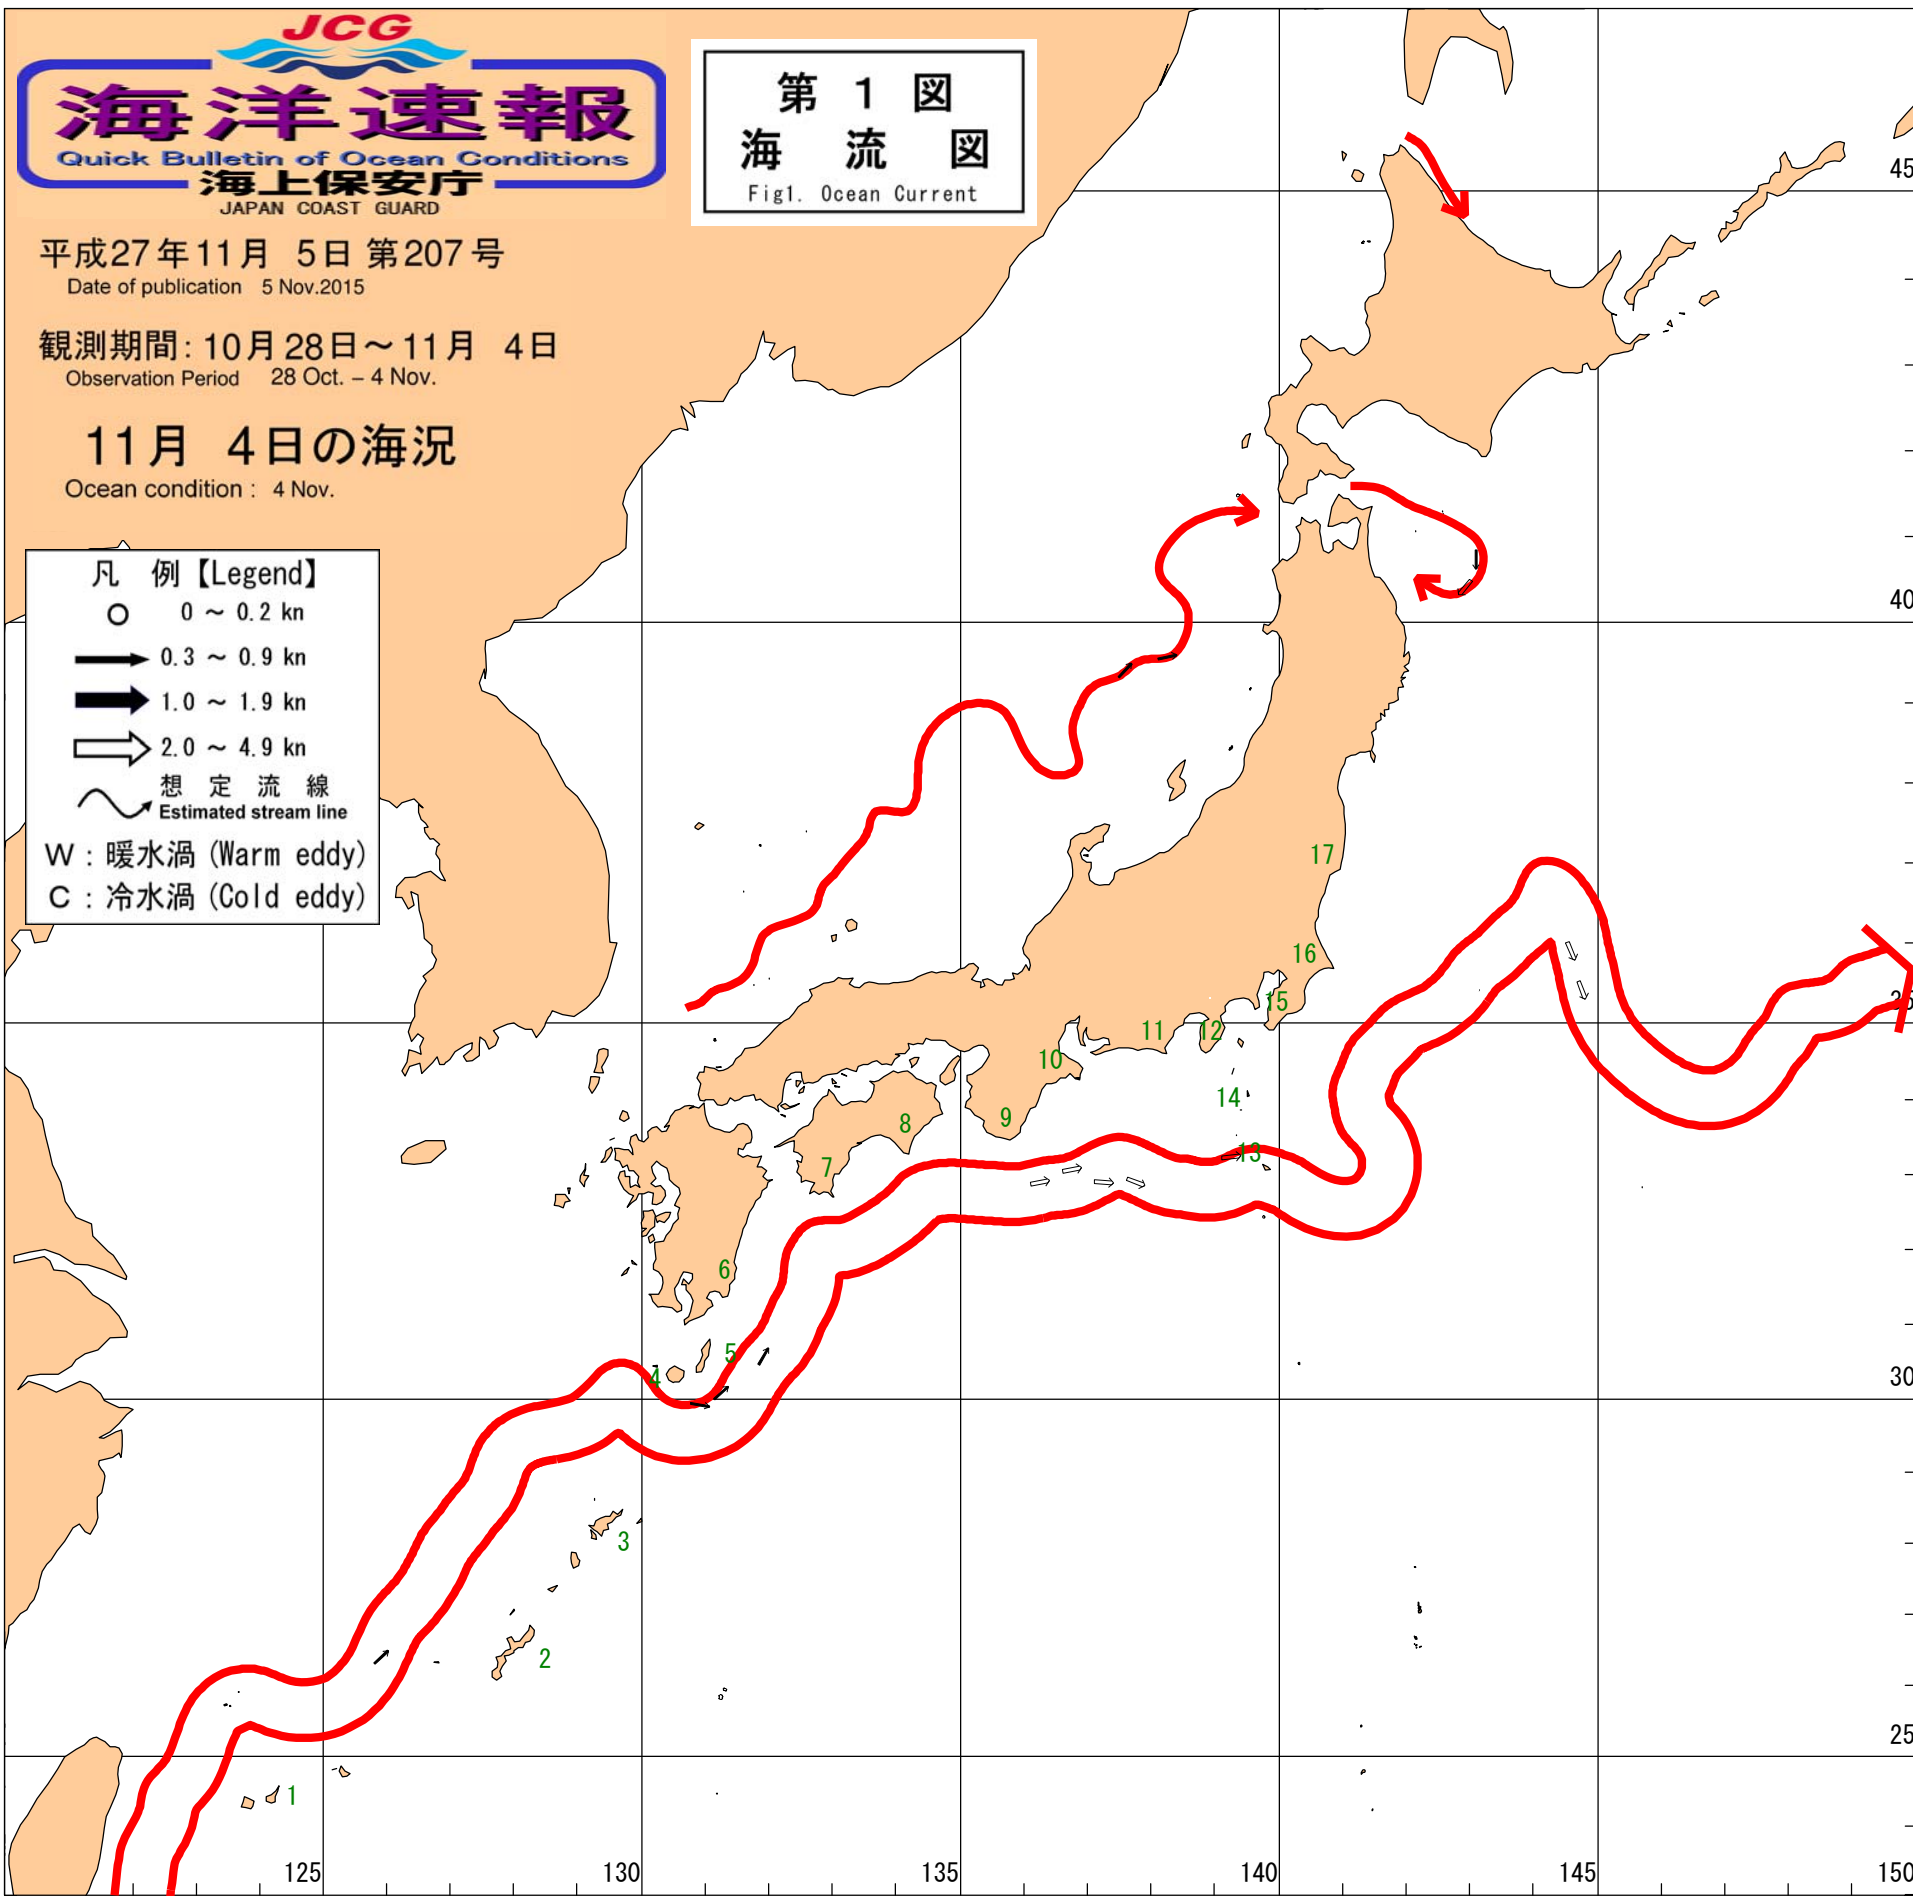 JCG
海洋速報
Quick Bulletin of Ocean Conditions
海上保安庁
JAPAN COAST GUARD
第 1 図
海 流 図
Fig1. Ocean Current
平成27年11月 5日 第207号
Date of publication 5 Nov.2015
観測期間: 10月28日～11月 4日
Observation Period 28 Oct. – 4 Nov.
11月 4日の海況
Ocean condition : 4 Nov.
凡 例【Legend】
0 ～ 0.2 kn
0.3 ～ 0.9 kn
1.0 ～ 1.9 kn
2.0 ～ 4.9 kn
想 定 流 線
Estimated stream line
W : 暖水渦 (Warm eddy)
C : 冷水渦 (Cold eddy)
45
40
17
16
35
15
12
11
10
14
9
8
13
7
6
5
4
30
3
2
25
1
125
130
135
140
145
150